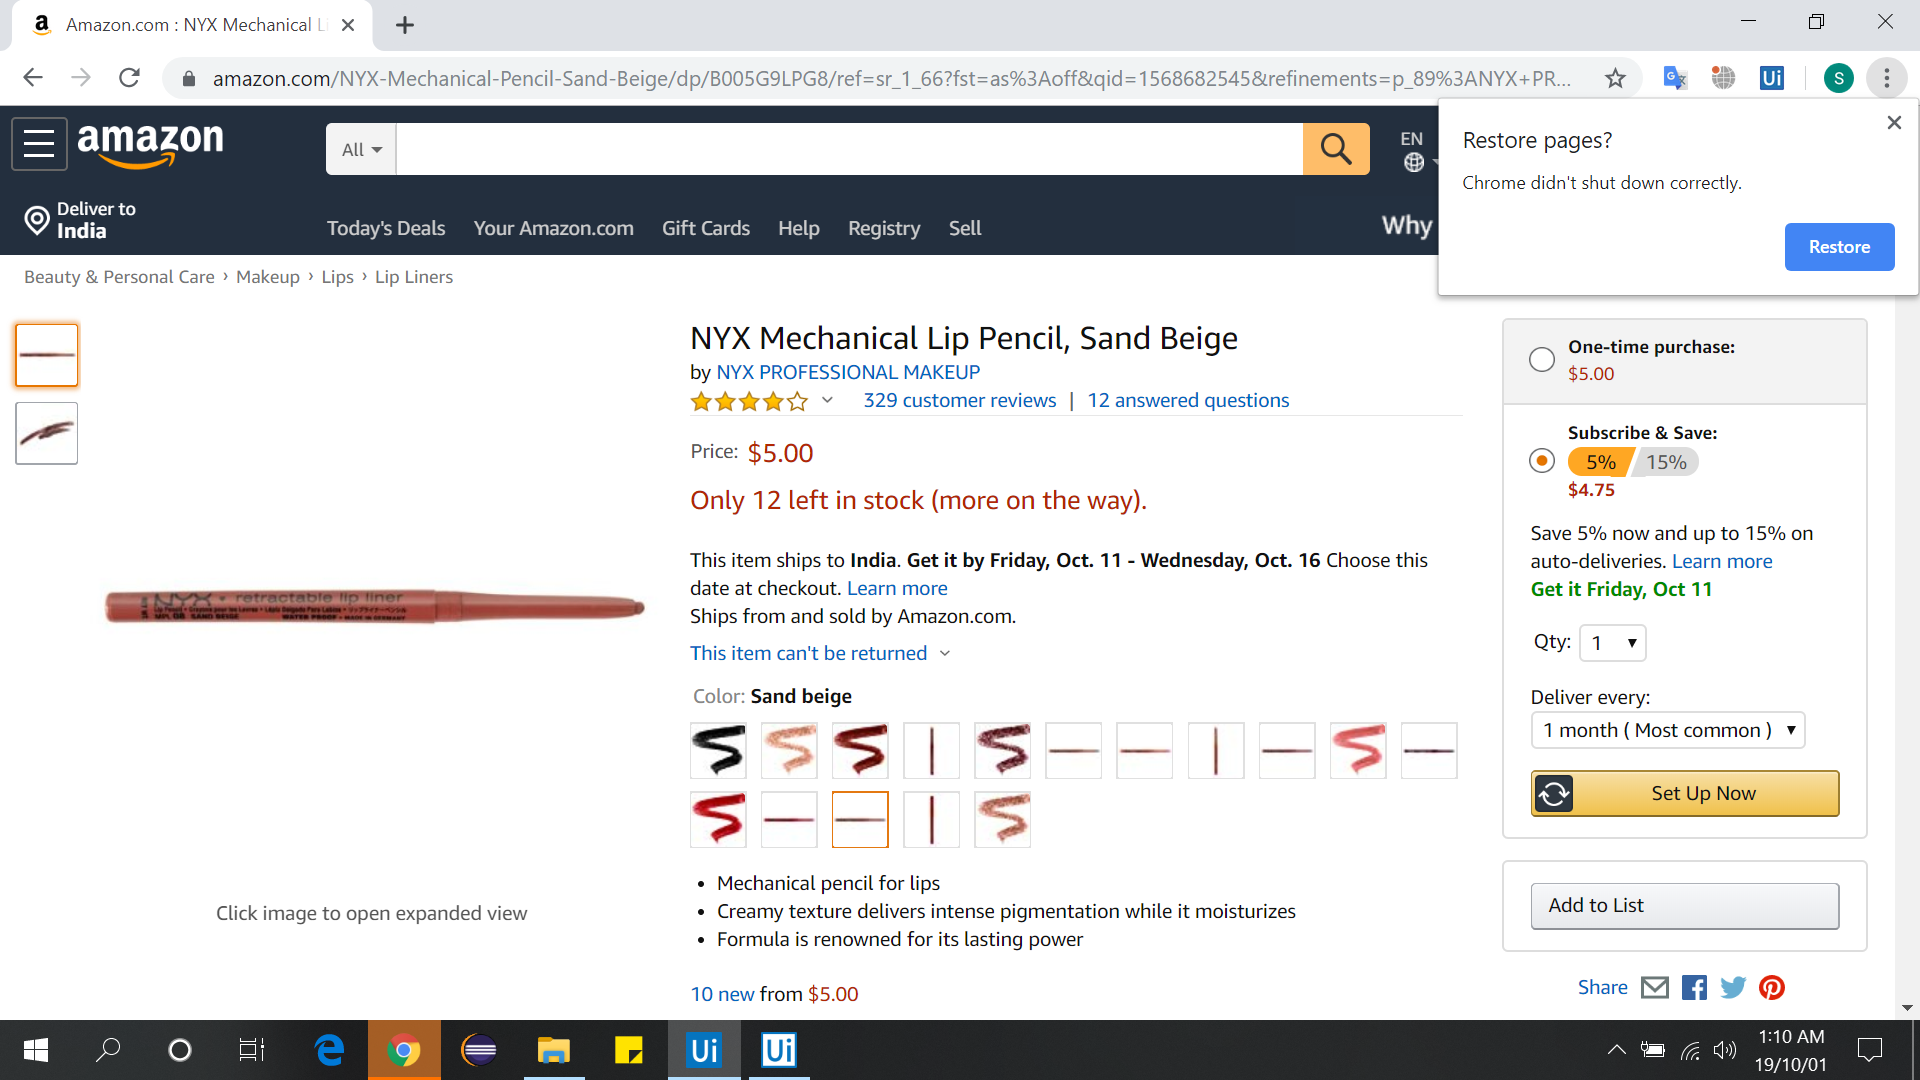 Amazon.com : NYX Mechanical Li
amazon.com/NYX-Mechanical-Pencil-Sand-Beige/dp/B005G9LPG8/ref=sr_1_66?fst=as%3Aoff&qid=1568682545&refinements=p_89%3ANYX+PR...
S
Restore pages?
Chrome didn't shut down correctly.
Restore
amazon
All
EN
Deliver to
India
Today's Deals
Your Amazon.com
Gift Cards
Help
Registry
Sell
Why
Beauty & Personal Care › Makeup › Lips › Lip Liners
NYX Mechanical Lip Pencil, Sand Beige
by NYX PROFESSIONAL MAKEUP
329 customer reviews | 12 answered questions
Price: $5.00
Only 12 left in stock (more on the way).
This item ships to India. Get it by Friday, Oct. 11 - Wednesday, Oct. 16 Choose this
date at checkout. Learn more
Ships from and sold by Amazon.com.
This item can't be returned
Color: Sand beige
NYX • retractable lip liner
Click image to open expanded view
• Mechanical pencil for lips
• Creamy texture delivers intense pigmentation while it moisturizes
• Formula is renowned for its lasting power
10 new from $5.00
One-time purchase:
$5.00
Subscribe & Save:
5% 15%
$4.75
Save 5% now and up to 15% on
auto-deliveries. Learn more
Get it Friday, Oct 11
Qty: 1
Deliver every:
1 month ( Most common )
Set Up Now
Add to List
Share
Ui
Ui
Ui
1:10 AM
19/10/01